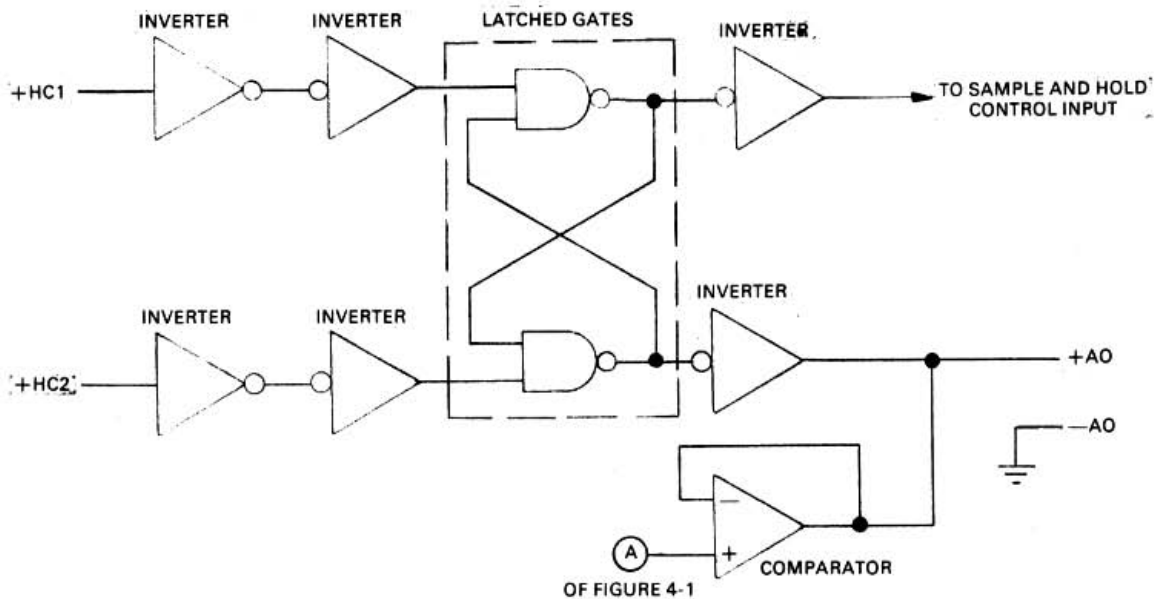 LATCHED GATES
INVERTER
INVERTER
INVERTER
+HC1
TO SAMPLE AND HOLD
CONTROL INPUT
INVERTER
INVERTER
INVERTER
+HC2
+AO
—AO
—
+
A
COMPARATOR
OF FIGURE 4-1